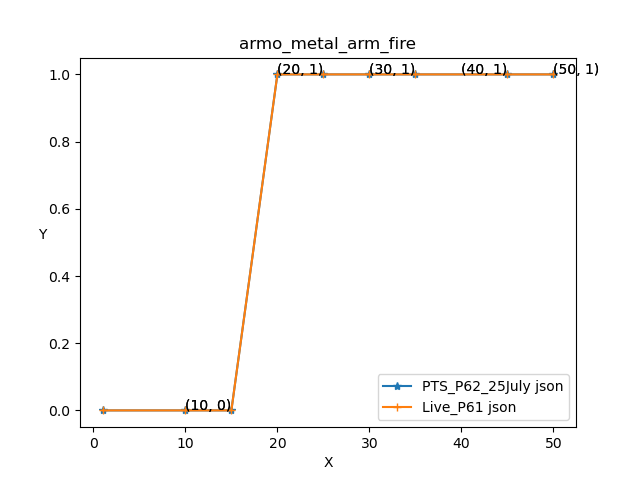 armo_metal_arm_fire
1.0
0.8
0.6
0.4
0.2
0.0
Y
(20, 1) (30, 1) (40, 1) (50, 1)
(10, 0)
PTS_P62_25July json
Live_P61 json
0 10 20 30 40 50
X